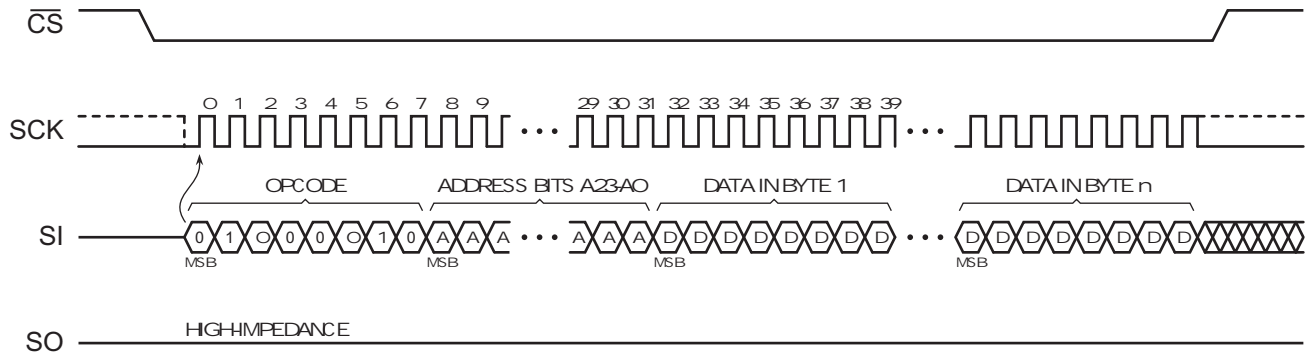 CS
0 1 2 3 4 5 6 7 8 9 29 30 31 32 33 34 35 36 37 38 39
SCK
OPCODE ADDRESS BITS A23-A0 DATA IN BYTE 1 DATA IN BYTE n
SI 0 1 0 0 0 0 1 0 A A A A A A D D D D D D D D D D D D D D D D
MSB MSB MSB MSB
HIGH-IMPEDANCE
SO